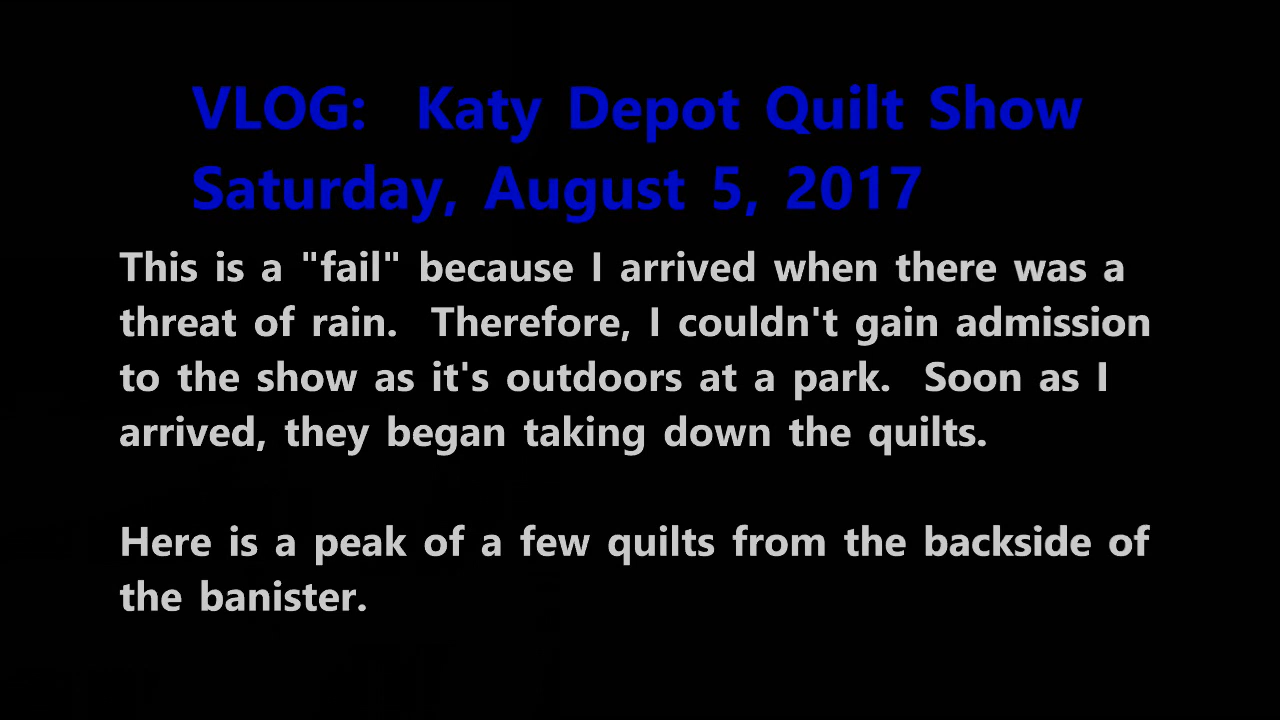 VLOG:  Katy Depot Quilt Show
Saturday, August 5, 2017
This is a "fail" because I arrived when there was a
threat of rain.  Therefore, I couldn't gain admission
to the show as it's outdoors at a park.  Soon as I
arrived, they began taking down the quilts.
Here is a peak of a few quilts from the backside of
the banister.